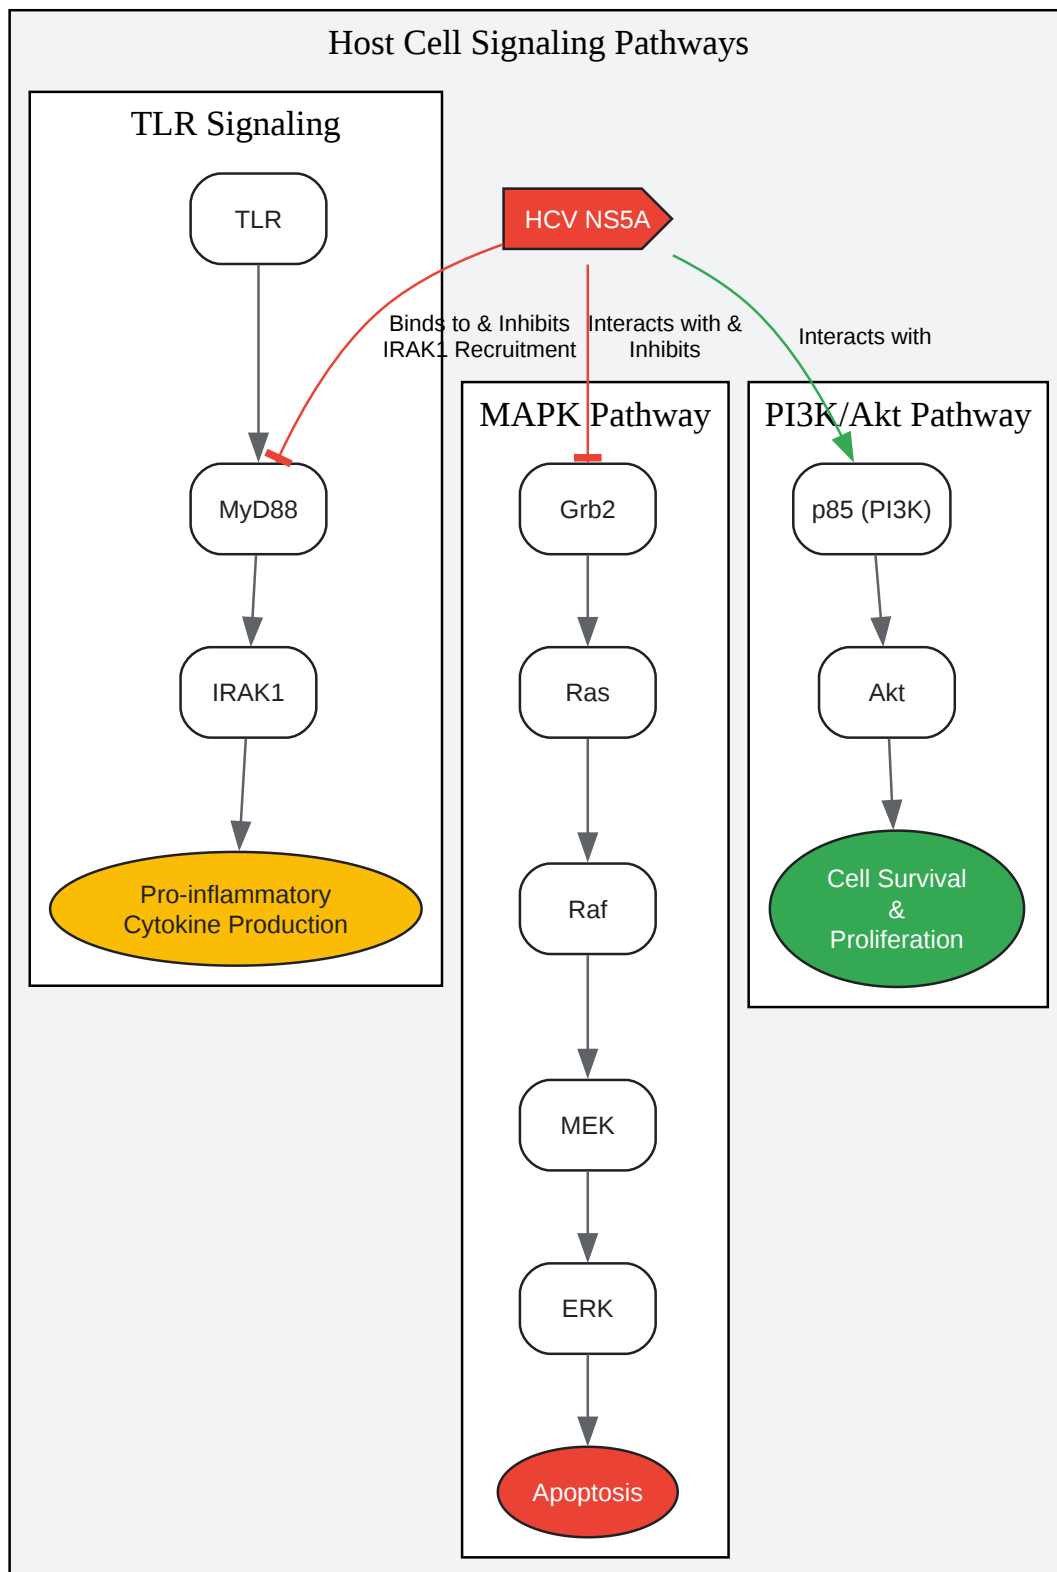 Host Cell Signaling Pathways
TLR Signaling
TLR
HCV NS5A
Binds to & Inhibits
IRAK1 Recruitment
Interacts with &
Inhibits
Interacts with
MAPK Pathway
PI3K/Akt Pathway
MyD88
Grb2
p85 (PI3K)
IRAK1
Ras
Akt
Pro-inflammatory
Cytokine Production
Raf
Cell Survival
&
Proliferation
MEK
ERK
Apoptosis